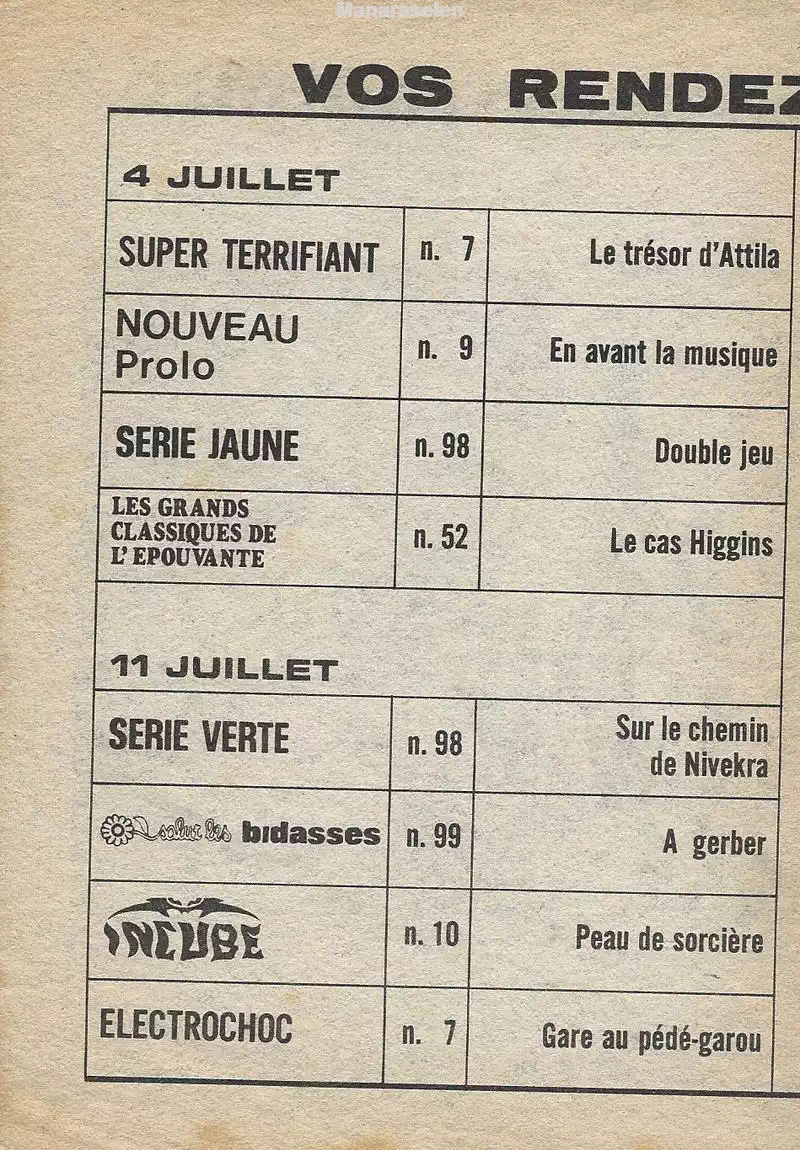 Manaraselen
VOS RENDEZ
4 JUILLET
SUPER TERRIFIANT n. 7 Le trésor d'Attila
NOUVEAU
Prolo n. 9 En avant la musique
SERIE JAUNE n. 98 Double jeu
LES GRANDS
CLASSIQUES DE
L'EPOUVANTE n. 52 Le cas Higgins
11 JUILLET
SERIE VERTE n. 98 Sur le chemin
de Nivekra
salut les bidasses n. 99 A gerber
INCUBE n. 10 Peau de sorcière
ELECTROCHOC n. 7 Gare au pédé-garou